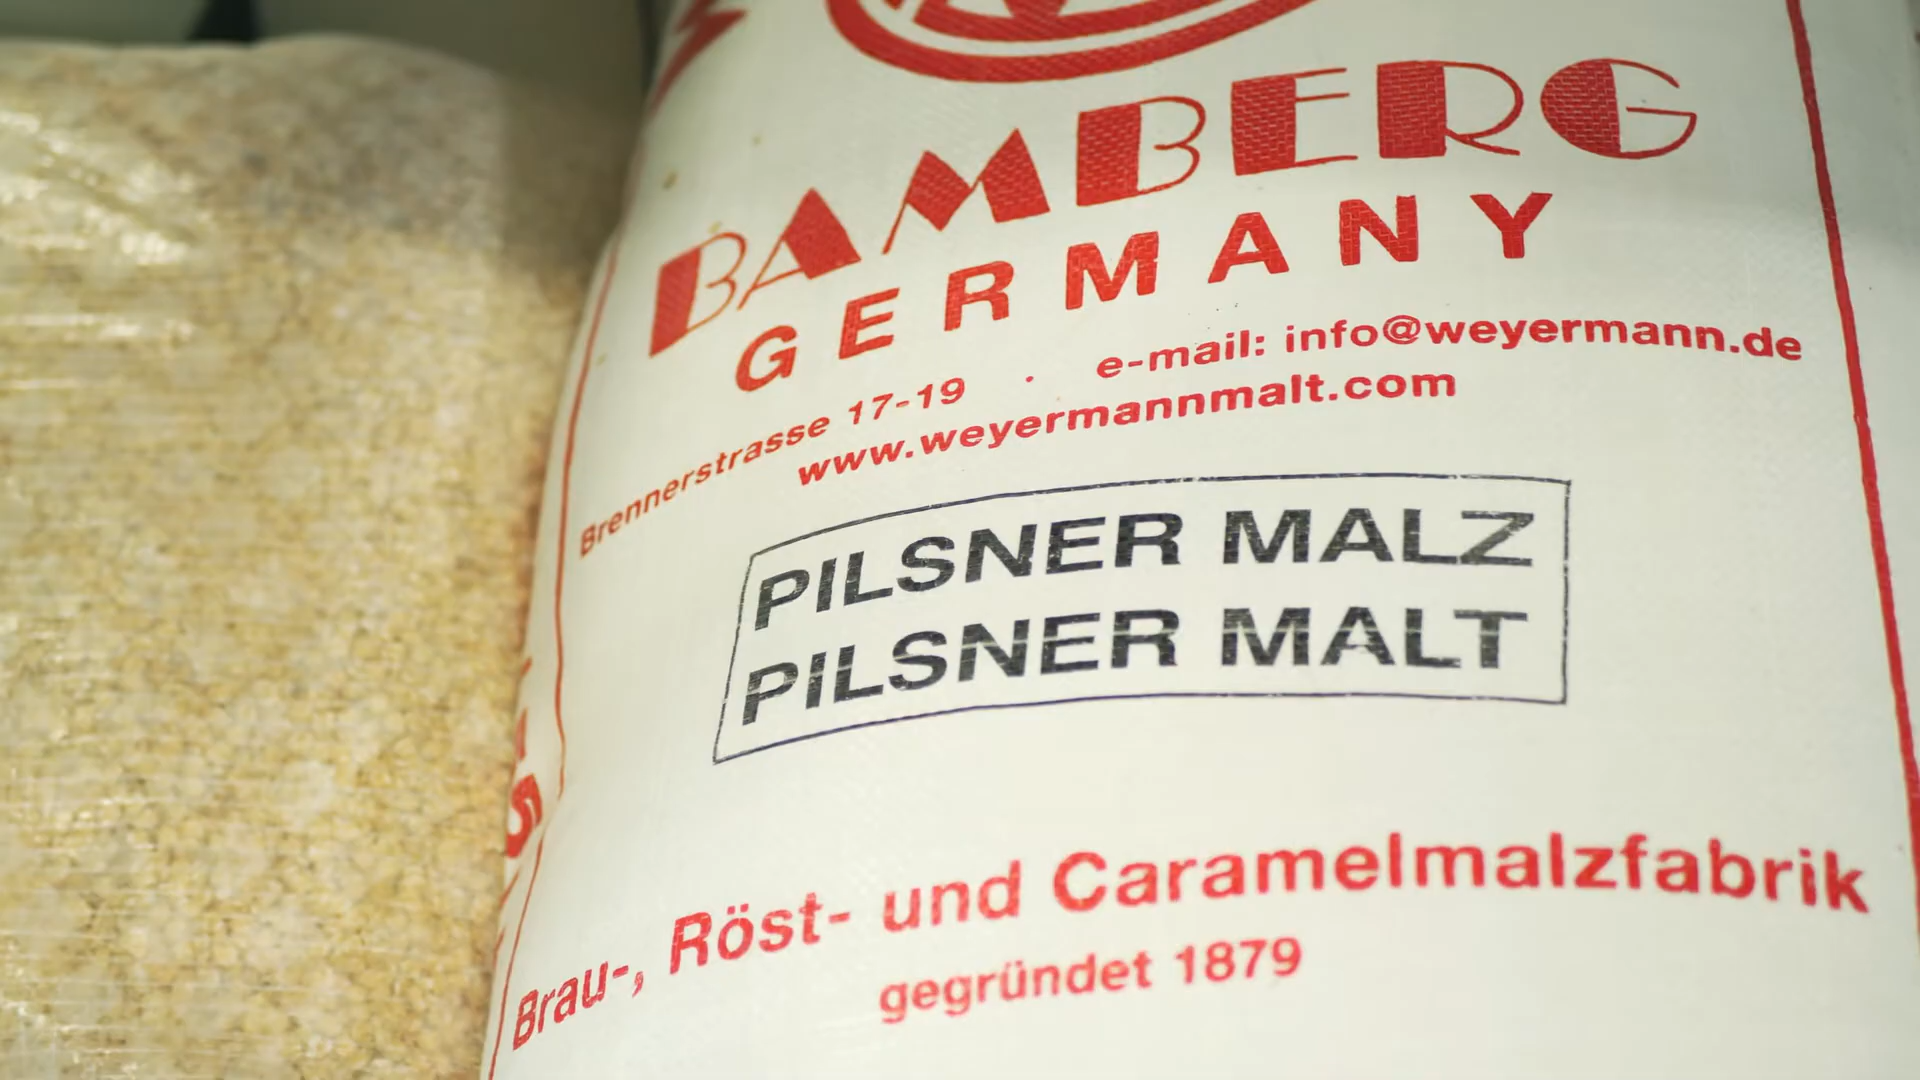 BAMBERG
GERMANY
Brennerstrasse 17-19 · e-mail: info@weyermann.de
www.weyermannmalt.com
PILSNER MALZ
PILSNER MALT
Brau-, Röst- und Caramelmalzfabrik
gegründet 1879